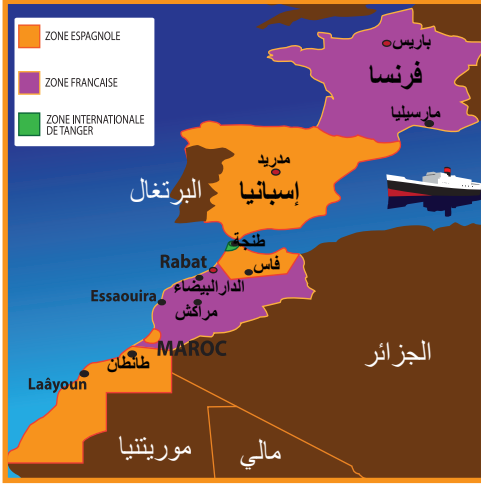 ZONE ESPAGNOLE
ZONE FRANCAISE
ZONE INTERNATIONALE
DE TANGER
باريس
فرنسا
مارسيليا
مدريد
إسبانيا
البرتغال
طنجة
Rabat
فاس
الدارالبيضاء
Essaouira
مراكش
MAROC
الجزائر
طانطان
Laâyoun
موريتنيا
مالي